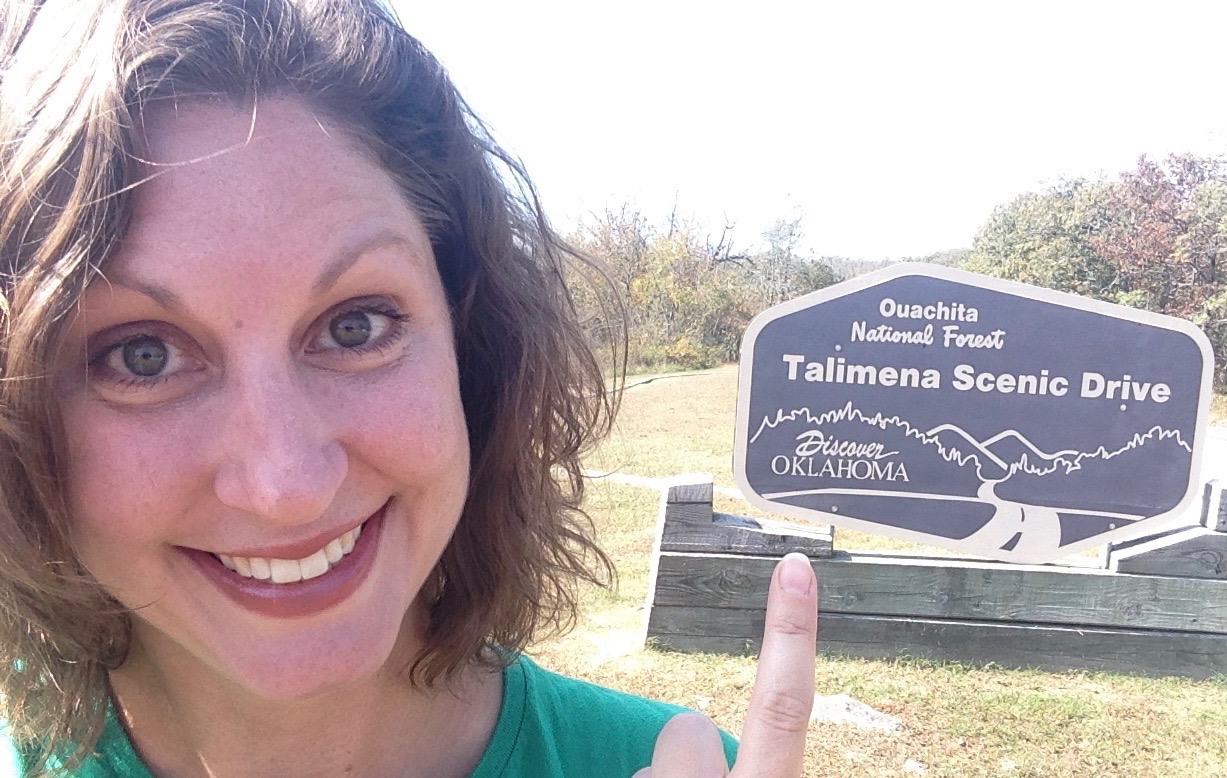 Ouachita
National Forest
Talimena Scenic Drive
Discover
OKLAHOMA